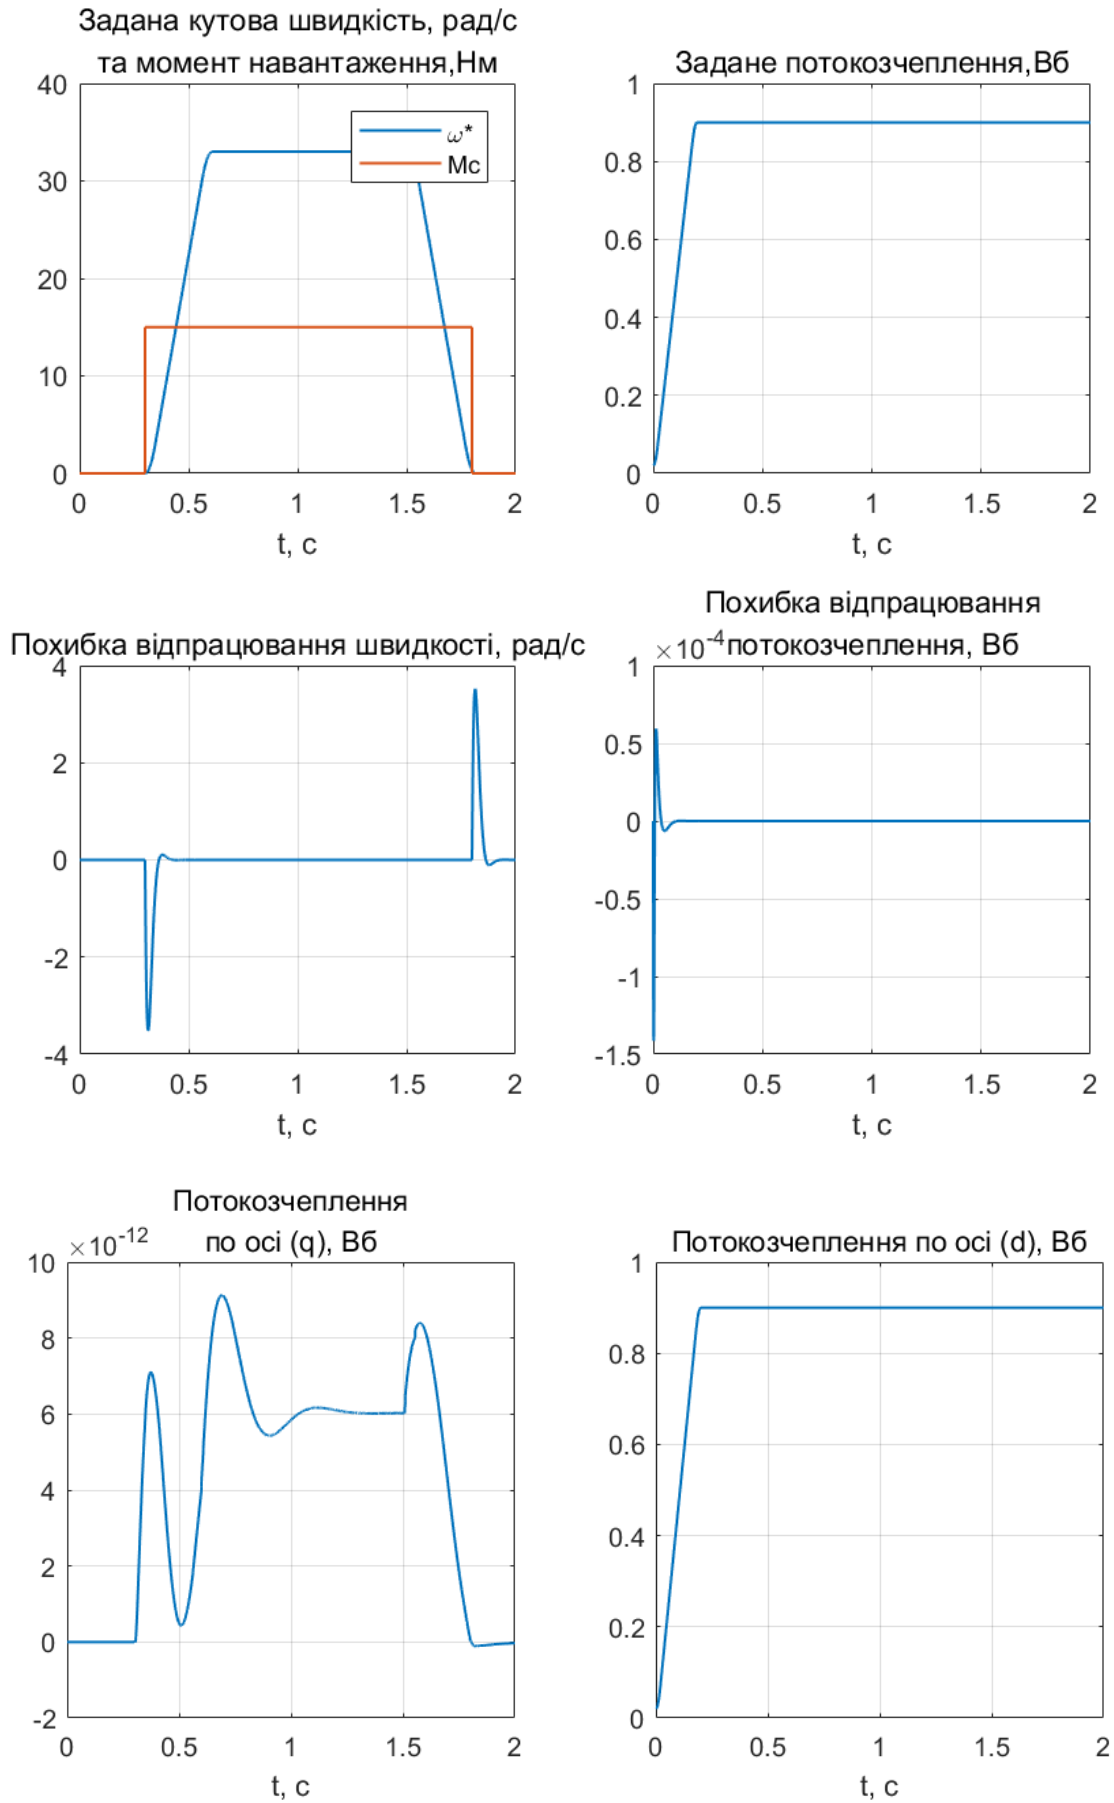 Задана кутова швидкість, рад/с
та момент навантаження,Нм
40
30
20
10
0
ω*
Mc
0 0.5 1 1.5 2
t, с
Задане потокозчеплення,Вб
1
0.8
0.6
0.4
0.2
0
0 0.5 1 1.5 2
t, с
Похибка відпрацювання швидкості, рад/с
4
2
0
-2
-4
0 0.5 1 1.5 2
t, с
Похибка відпрацювання
×10-4 потокозчеплення, Вб
1
0.5
0
-0.5
-1
-1.5
0 0.5 1 1.5 2
t, с
Потокозчеплення
×10-12 по осі (q), Вб
10
8
6
4
2
0
-2
0 0.5 1 1.5 2
t, с
Потокозчеплення по осі (d), Вб
1
0.8
0.6
0.4
0.2
0
0 0.5 1 1.5 2
t, с